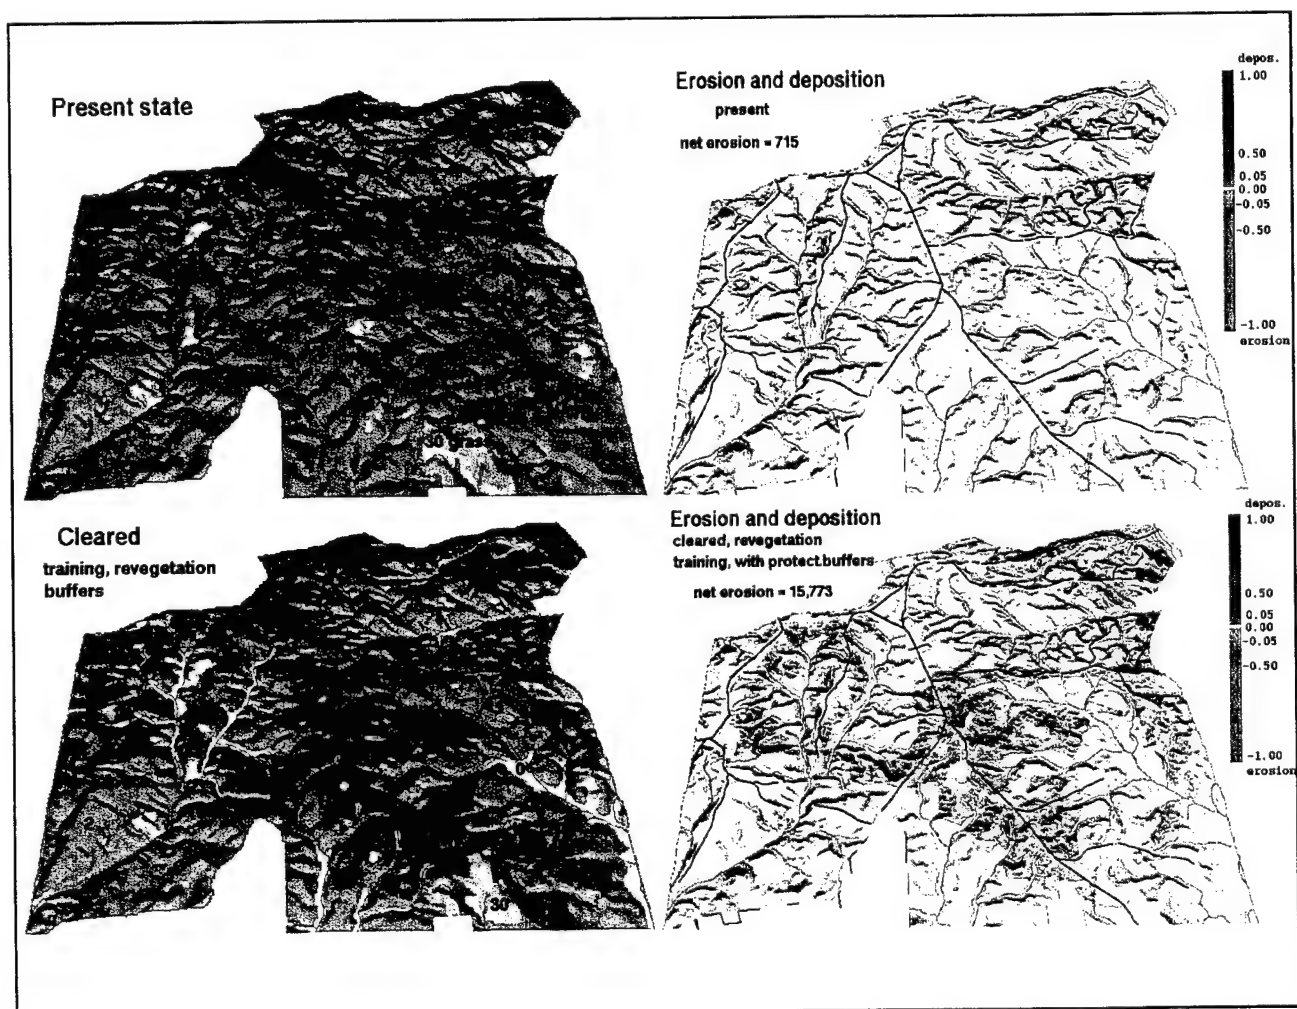 Present state
Erosion and deposition
present
net erosion = 715
depos.
1.00
0.50
0.05
0.00
-0.05
-0.50
-1.00
erosion
30 grass
Cleared
training, revegetation
buffers
Erosion and deposition
cleared, revegetation
training, with protect.buffers
net erosion = 15,773
depos.
1.00
0.50
0.05
0.00
-0.05
-0.50
-1.00
erosion
30